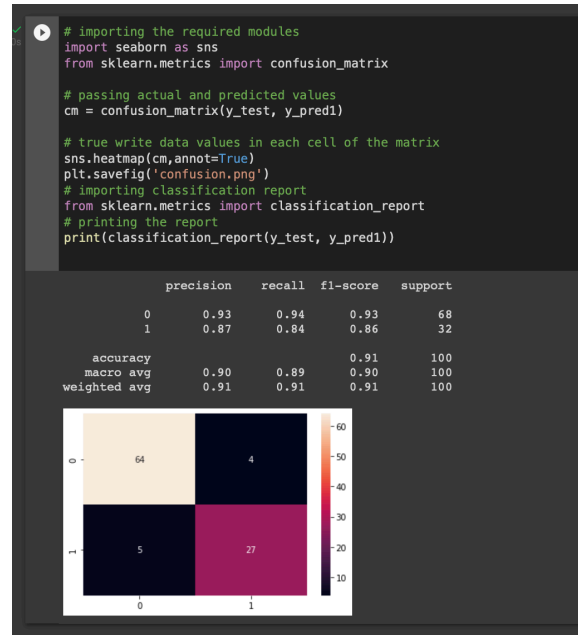 # importing the required modules
import seaborn as sns
from sklearn.metrics import confusion_matrix
# passing actual and predicted values
cm = confusion_matrix(y_test, y_pred1)
# true write data values in each cell of the matrix
sns.heatmap(cm,annot=True)
plt.savefig('confusion.png')
# importing classification report
from sklearn.metrics import classification_report
# printing the report
print(classification_report(y_test, y_pred1))
precision recall f1-score support
0 0.93 0.94 0.93 68
1 0.87 0.84 0.86 32
accuracy 0.91 100
macro avg 0.90 0.89 0.90 100
weighted avg 0.91 0.91 0.91 100
0 64 4
1 5 27
0 1
60
50
40
30
20
10